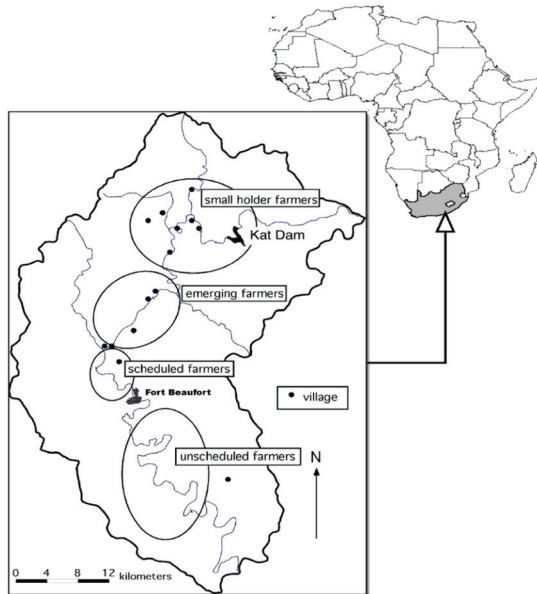 small holder farmers
Kat Dam
emerging farmers
scheduled farmers
Fort Beaufort
village
unscheduled farmers
N
0 4 8 12 kilometers